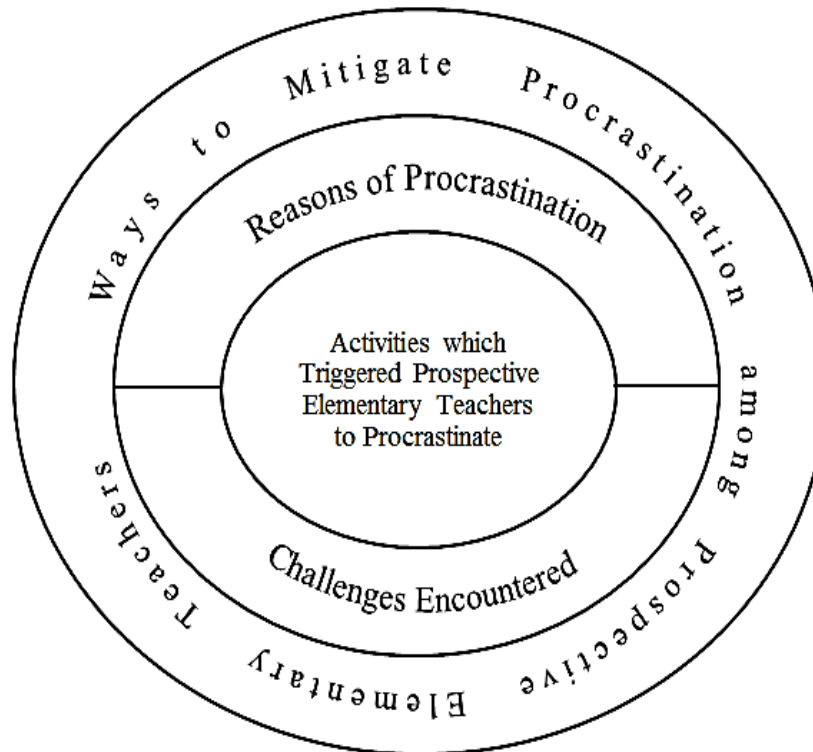 Ways to Mitigate Procrastination among Prospective Elementary Teachers
Reasons of Procrastination
Activities which
Triggered Prospective
Elementary Teachers
to Procrastinate
Challenges Encountered